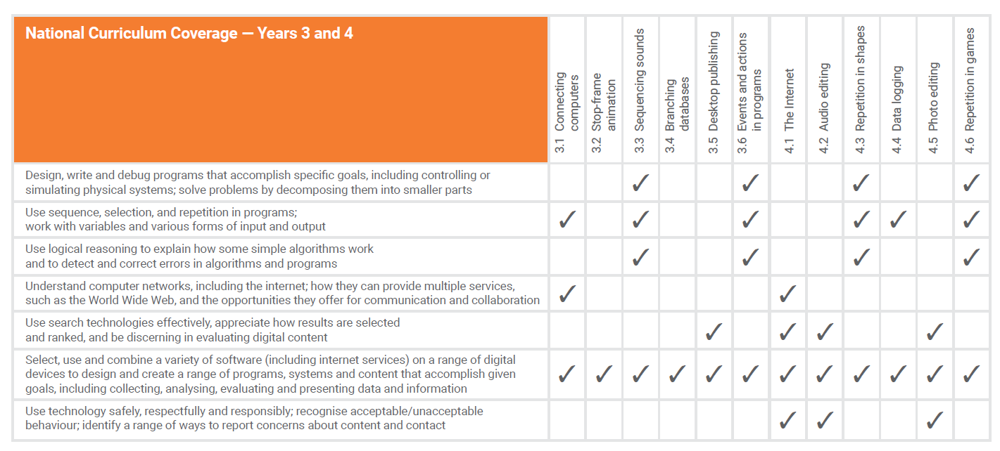 National Curriculum Coverage — Years 3 and 4
3.1 Connecting
computers
3.2 Stop-frame
animation
3.3 Sequencing sounds
3.4 Branching
databases
3.5 Desktop publishing
3.6 Events and actions
in programs
4.1 The Internet
4.2 Audio editing
4.3 Repetition in shapes
4.4 Data logging
4.5 Photo editing
4.6 Repetition in games
Design, write and debug programs that accomplish specific goals, including controlling or
simulating physical systems; solve problems by decomposing them into smaller parts
✓ ✓ ✓ ✓
Use sequence, selection, and repetition in programs;
work with variables and various forms of input and output
✓ ✓ ✓ ✓ ✓ ✓
Use logical reasoning to explain how some simple algorithms work
and to detect and correct errors in algorithms and programs
✓ ✓ ✓ ✓
Understand computer networks, including the internet; how they can provide multiple services,
such as the World Wide Web, and the opportunities they offer for communication and collaboration
✓ ✓
Use search technologies effectively, appreciate how results are selected
and ranked, and be discerning in evaluating digital content
✓ ✓ ✓ ✓
Select, use and combine a variety of software (including internet services) on a range of digital
devices to design and create a range of programs, systems and content that accomplish given
goals, including collecting, analysing, evaluating and presenting data and information
✓ ✓ ✓ ✓ ✓ ✓ ✓ ✓ ✓ ✓ ✓ ✓
Use technology safely, respectfully and responsibly; recognise acceptable/unacceptable
behaviour; identify a range of ways to report concerns about content and contact
✓ ✓ ✓